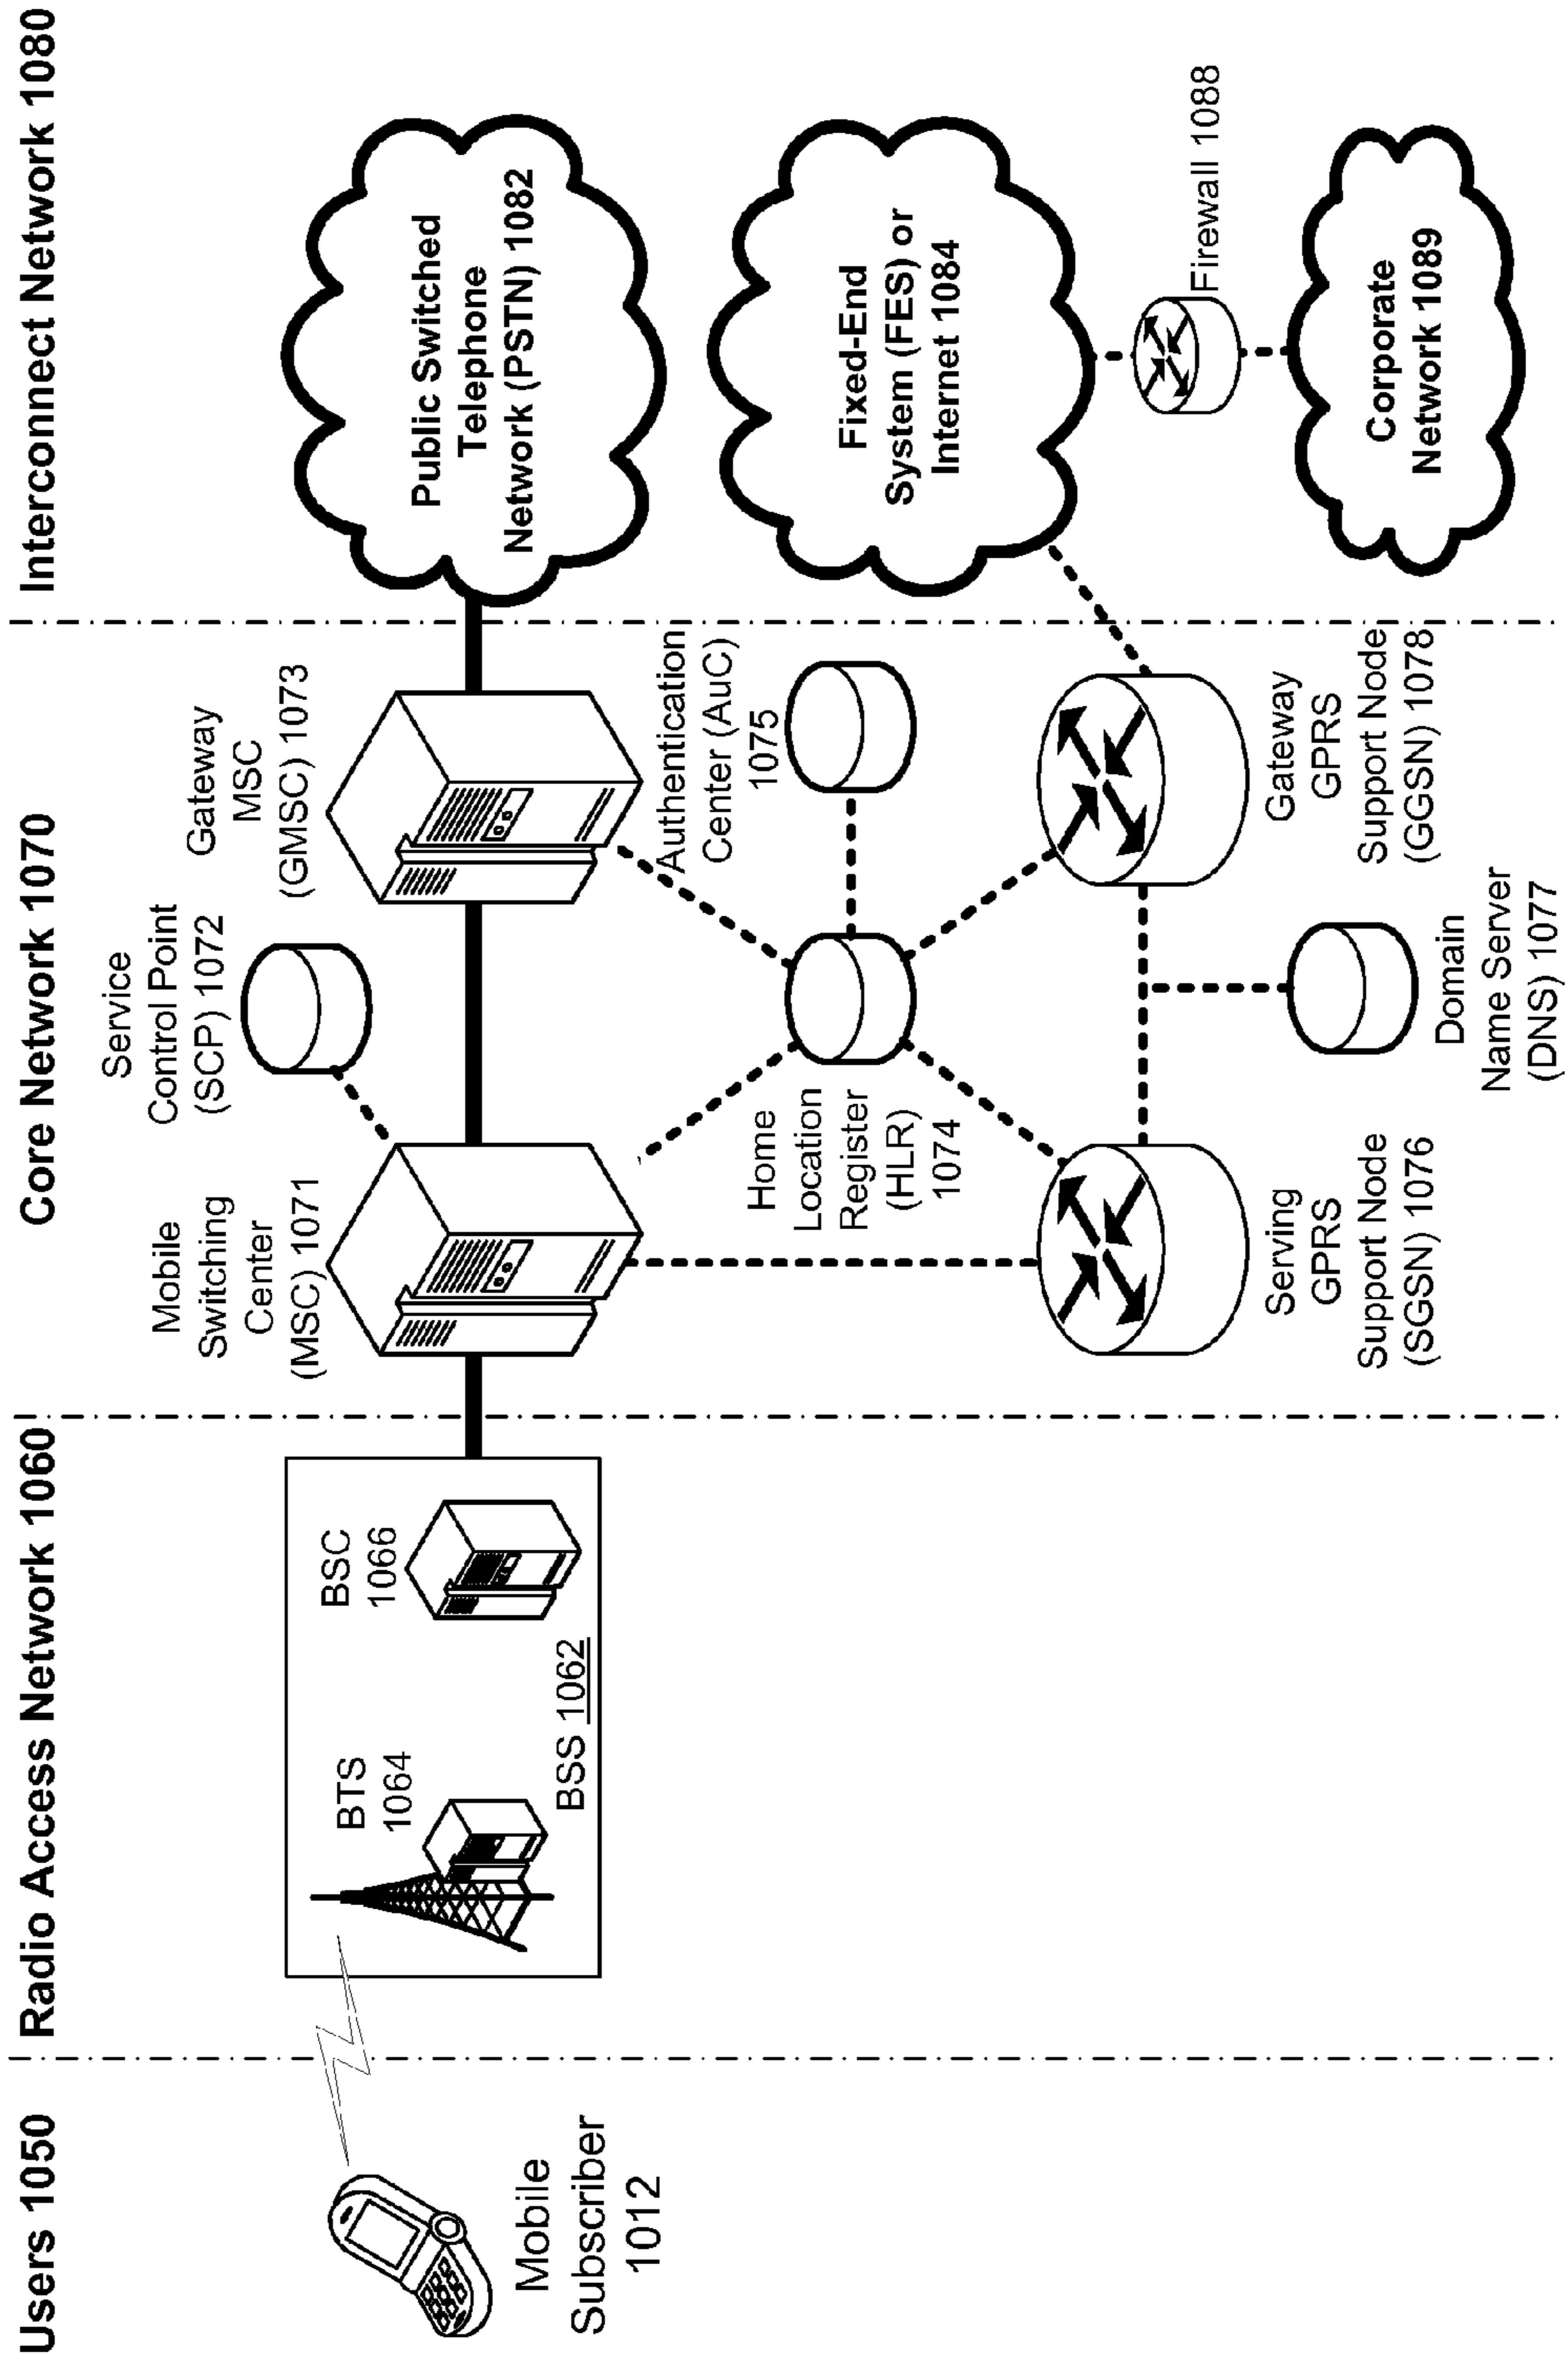 Users 1050
Radio Access Network 1060
Core Network 1070
Interconnect Network 1080
Mobile
Subscriber
1012
BTS
1064
BSC
1066
BSS 1062
Mobile
Switching
Center
(MSC) 1071
Service
Control Point
(SCP) 1072
Gateway
MSC
(GMSC) 1073
Public Switched
Telephone
Network (PSTN) 1082
Home
Location
Register
(HLR)
1074
Authentication
Center (AuC)
1075
Fixed-End
System (FES) or
Internet 1084
Serving
GPRS
Support Node
(SGSN) 1076
Gateway
GPRS
Support Node
(GGSN) 1078
Domain
Name Server
(DNS) 1077
Firewall 1088
Corporate
Network 1089